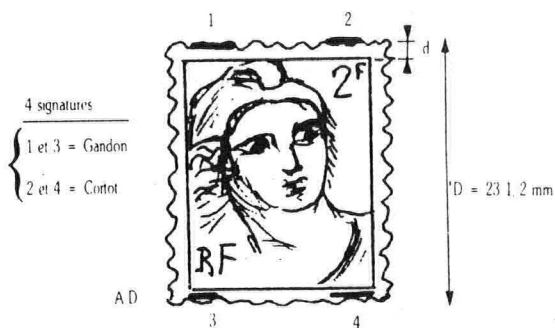 1 2
d
2F
4 signatures
1 et 3 = Gandon
2 et 4 = Cortot
D = 23 1, 2 mm
RF
A D
3 4